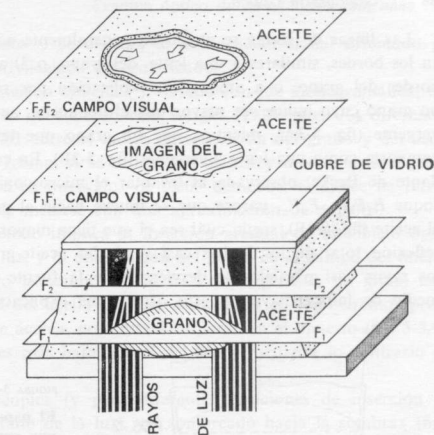 ACEITE
F₂F₂ CAMPO VISUAL
ACEITE
IMAGEN DEL
GRANO
CUBRE DE VIDRIO
F₁F₁ CAMPO VISUAL
F₂
F₂
GRANO
ACEITE
F₁
F₁
RAYOS
DE LUZ